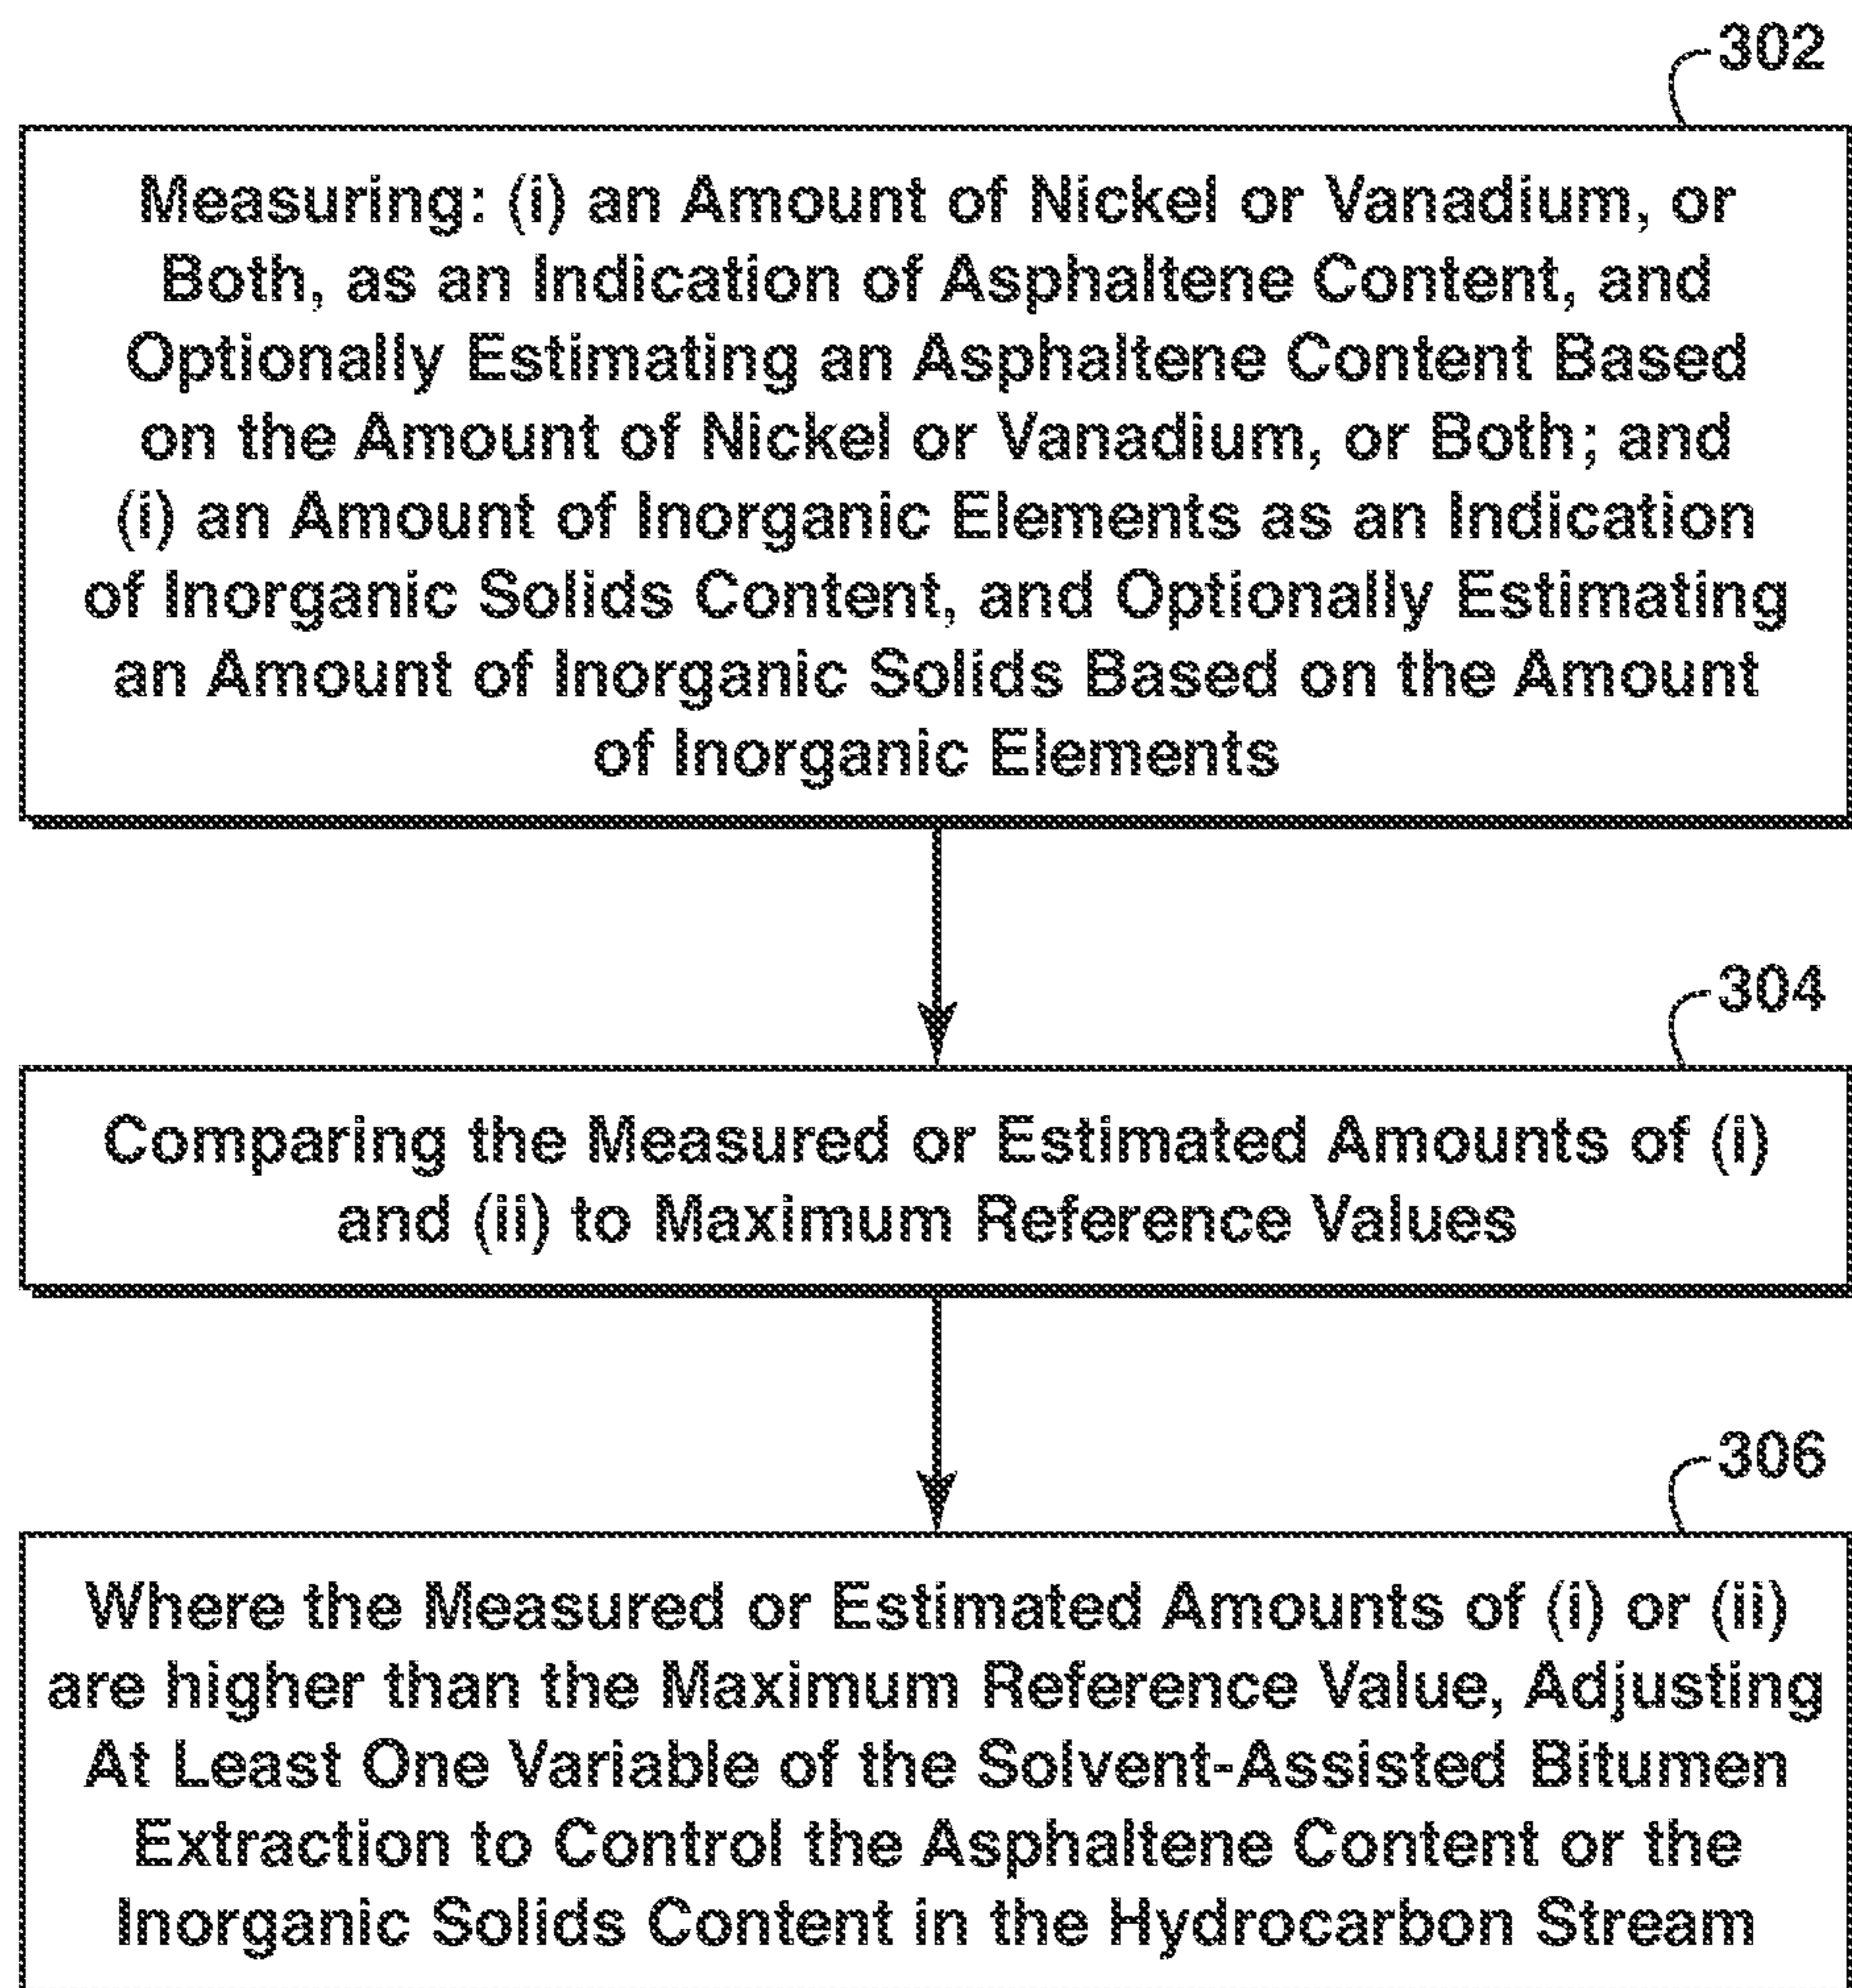 302
Measuring: (i) an Amount of Nickel or Vanadium, or
Both, as an Indication of Asphaltene Content, and
Optionally Estimating an Asphaltene Content Based
on the Amount of Nickel or Vanadium, or Both; and
(i) an Amount of Inorganic Elements as an Indication
of Inorganic Solids Content, and Optionally Estimating
an Amount of Inorganic Solids Based on the Amount
of Inorganic Elements
304
Comparing the Measured or Estimated Amounts of (i)
and (ii) to Maximum Reference Values
306
Where the Measured or Estimated Amounts of (i) or (ii)
are higher than the Maximum Reference Value, Adjusting
At Least One Variable of the Solvent-Assisted Bitumen
Extraction to Control the Asphaltene Content or the
Inorganic Solids Content in the Hydrocarbon Stream